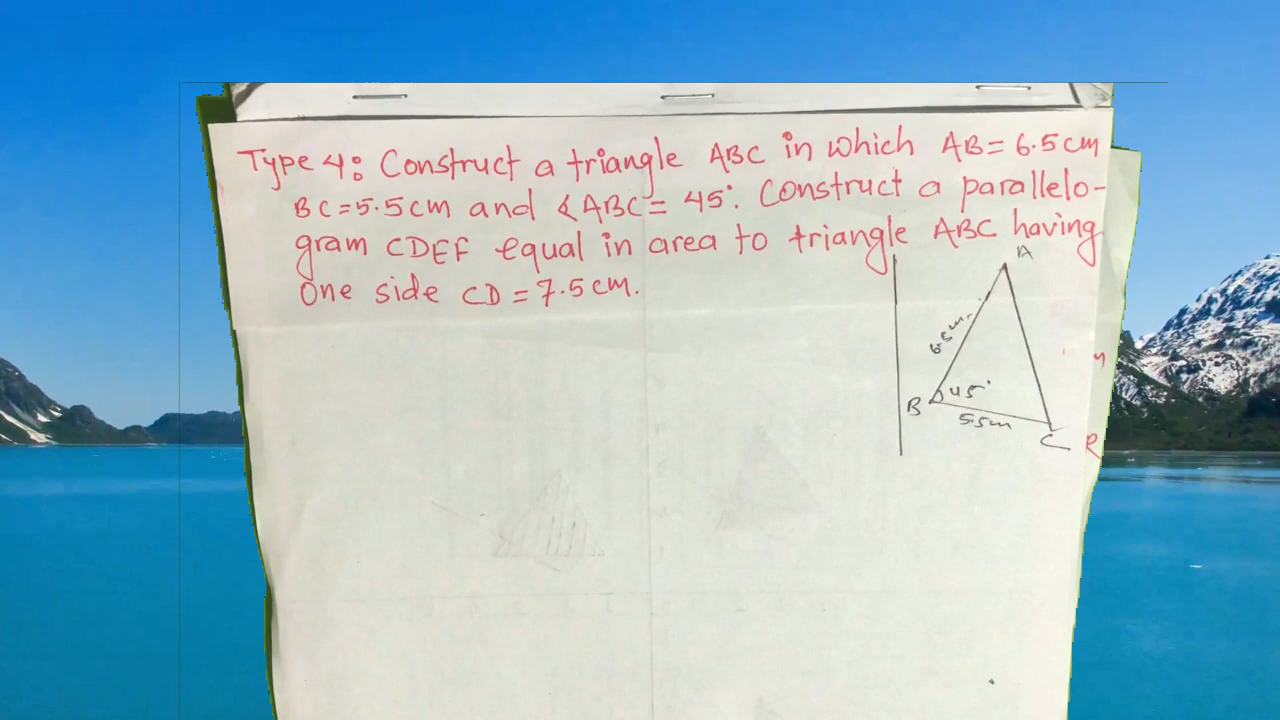 Type 4: Construct a triangle ABC in which AB = 6.5 cm
BC = 5.5 cm and ∠ABC = 45°. Construct a parallelo-
gram CDEF equal in area to triangle ABC having
one side CD = 7.5 cm.
A
6.5 cm
B
45°
5.5cm
C
R